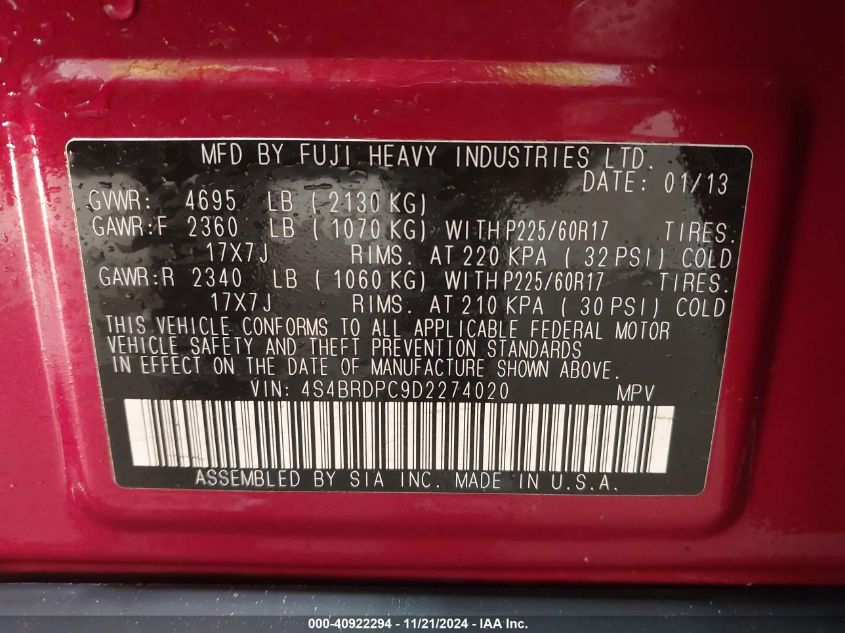 MFD BY FUJI HEAVY INDUSTRIES LTD.
DATE: 01/13
GVWR: 4695 LB (2130 KG)
GAWR:F 2360 LB (1070 KG) WITH P225/60R17 TIRES.
17X7J RIMS. AT 220 KPA (32 PSI) COLD
GAWR:R 2340 LB (1060 KG) WITH P225/60R17 TIRES.
17X7J RIMS. AT 210 KPA (30 PSI) COLD
THIS VEHICLE CONFORMS TO ALL APPLICABLE FEDERAL MOTOR
VEHICLE SAFETY AND THEFT PREVENTION STANDARDS
IN EFFECT ON THE DATE OF MANUFACTURE SHOWN ABOVE.
VIN: 4S4BRDPC9D2274020 MPV
ASSEMBLED BY SIA INC. MADE IN U.S.A.
000-40922294 - 11/21/2024 - IAA Inc.